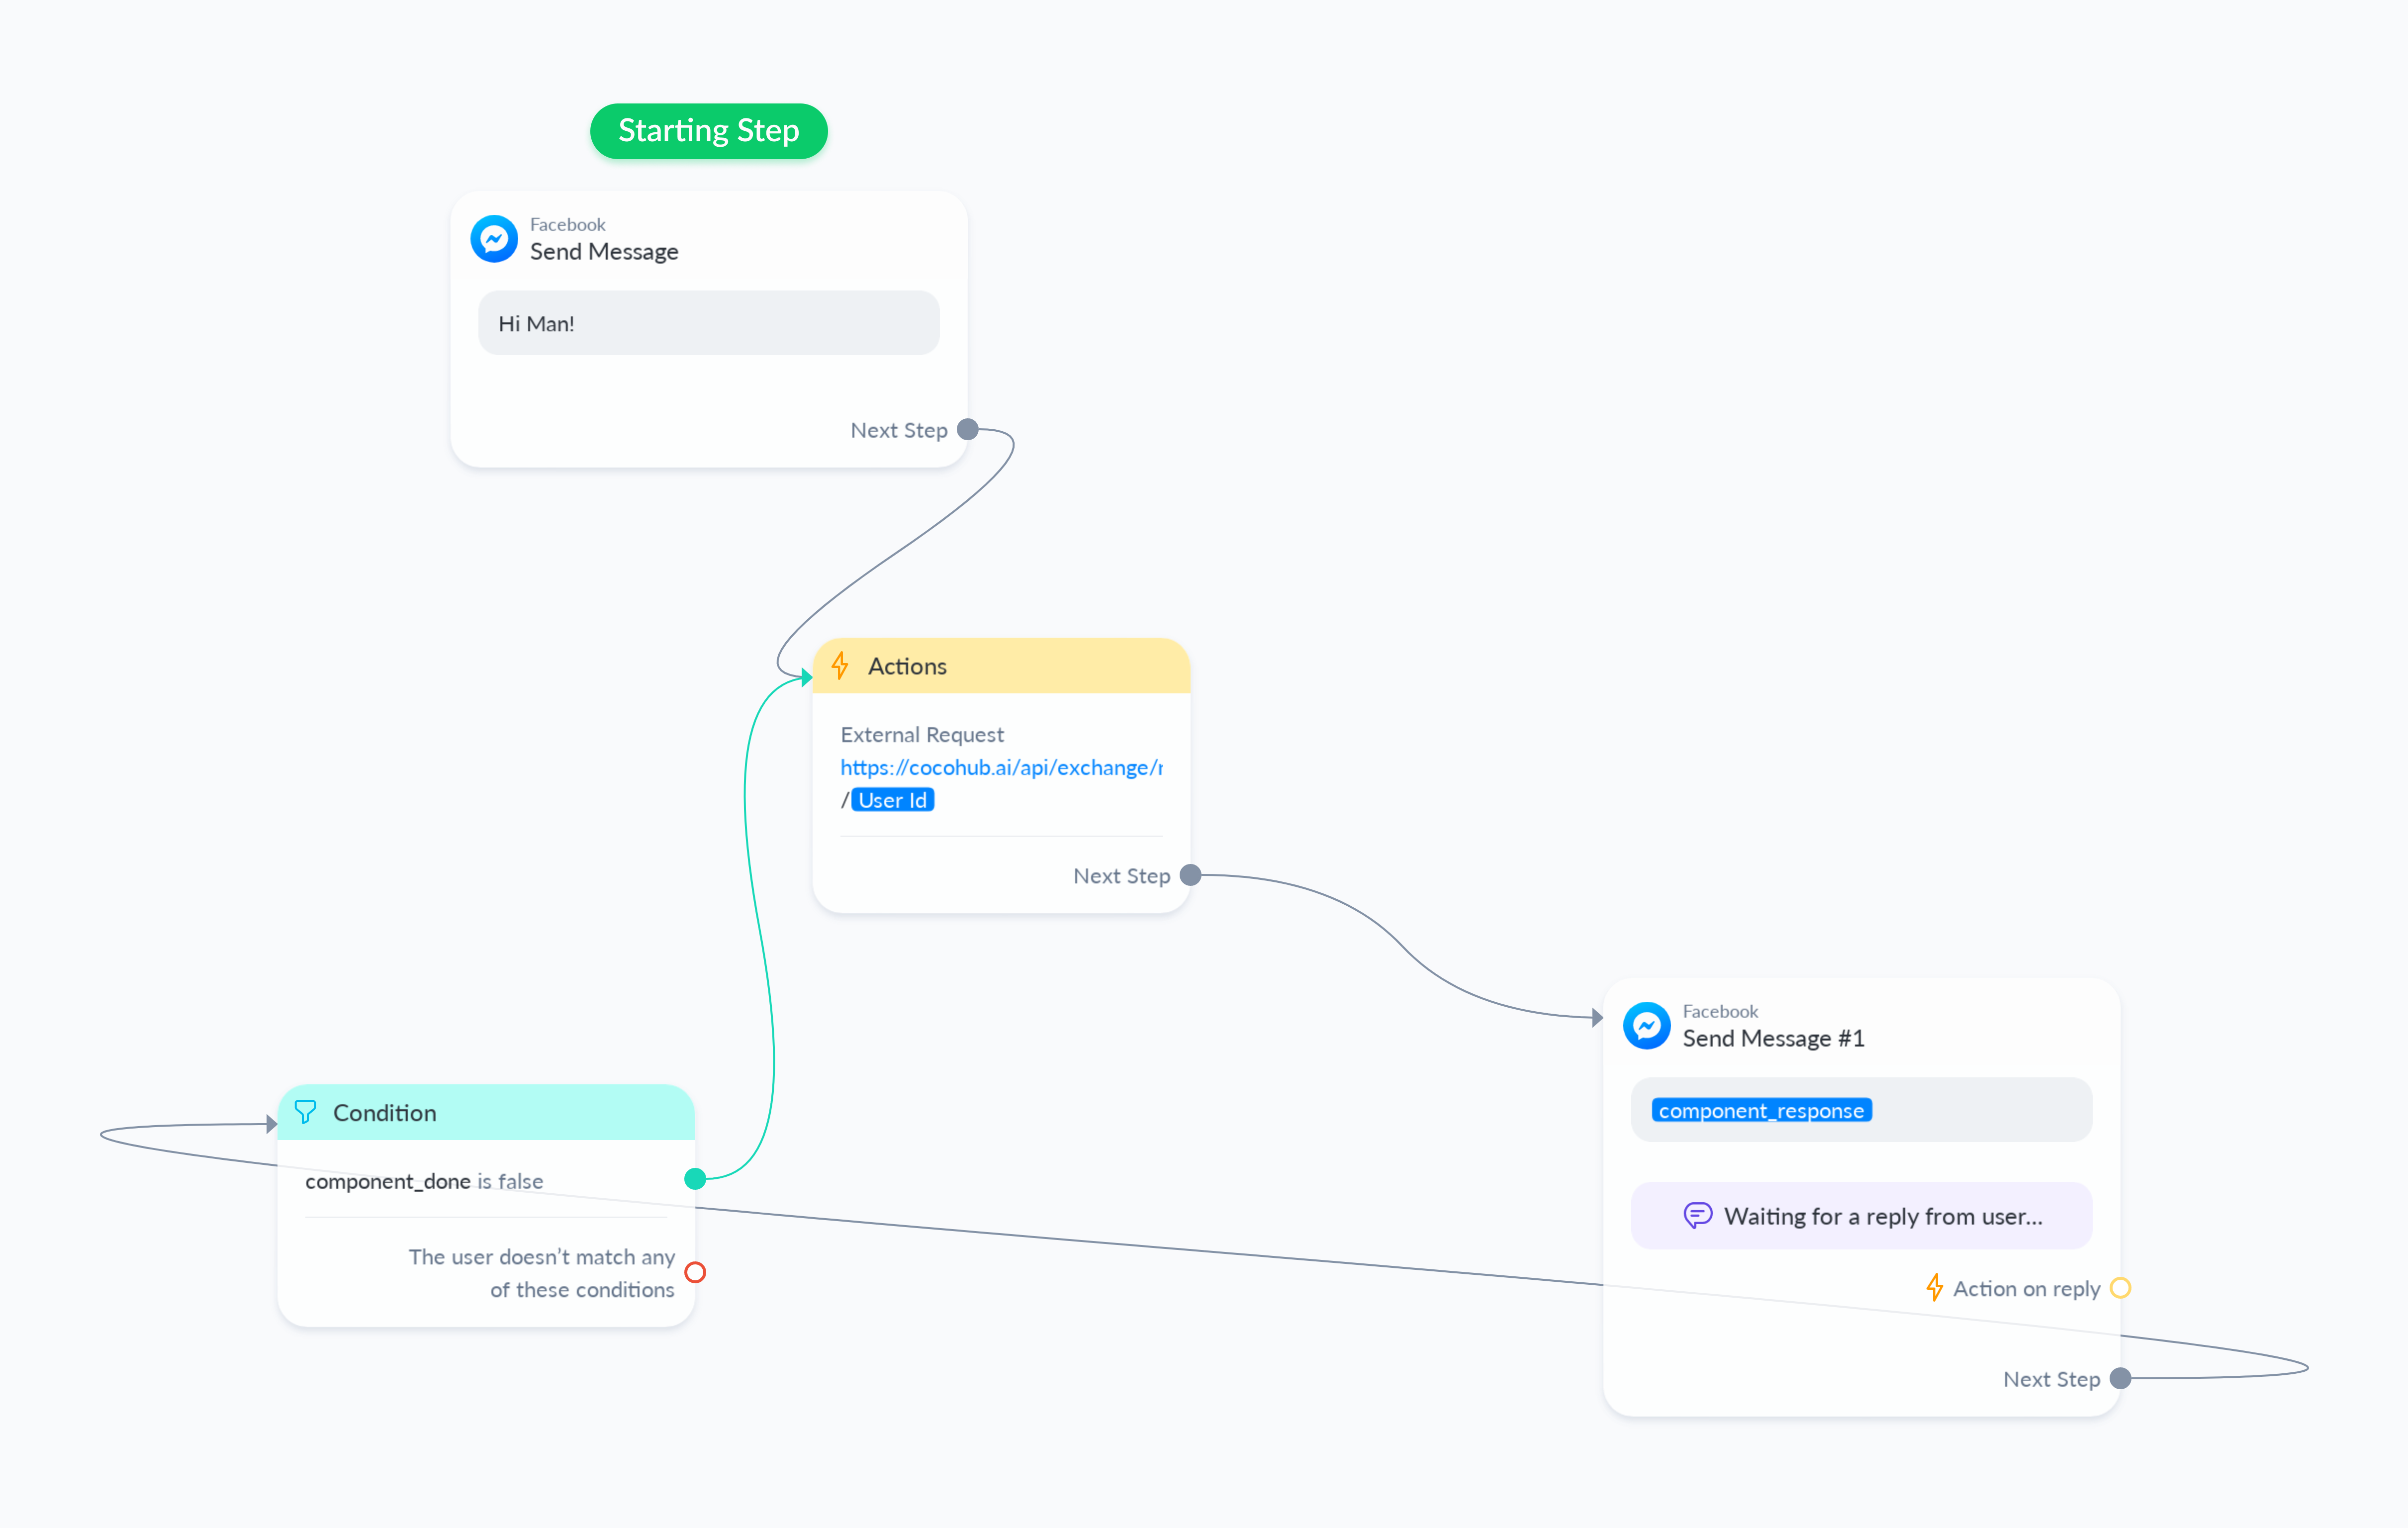 Starting Step
Facebook
Send Message
Hi Man!
Next Step
Actions
External Request
https://cocohub.ai/api/exchange/
/User Id
Next Step
Facebook
Send Message #1
component_response
Waiting for a reply from user...
Action on reply
Next Step
Condition
component_done is false
The user doesn’t match any
of these conditions